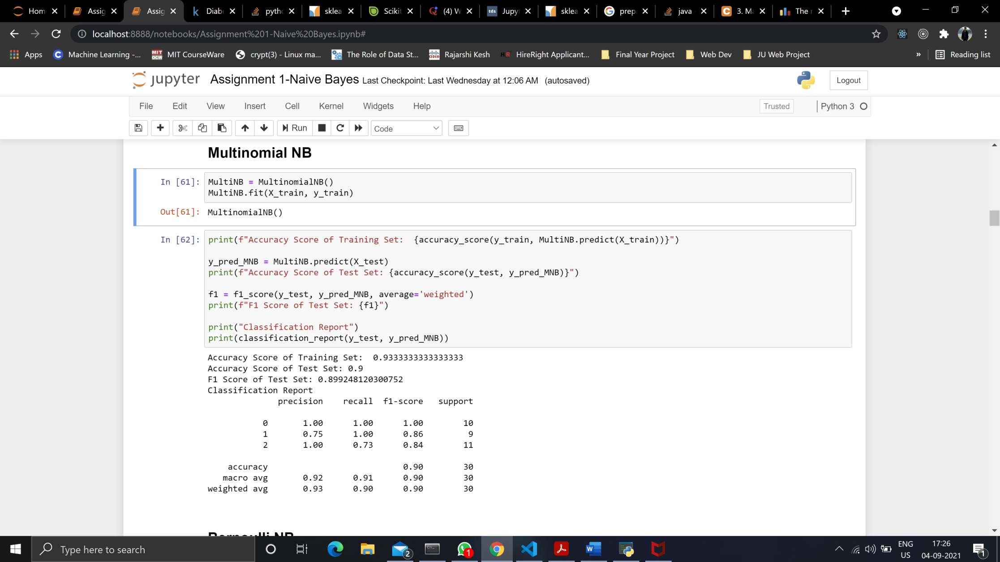 Hom Assig Assig Diab pytho sklea Scikit (4) W Jupyt sklea prep java 3. Ma The r
localhost:8888/notebooks/Assignment%201-Naive%20Bayes.ipynb#
Apps Machine Learning -... MIT CourseWare crypt(3) - Linux ma... The Role of Data St... Rajarshi Kesh HireRight Applicant... Final Year Project Web Dev JU Web Project » Reading list
jupyter Assignment 1-Naive Bayes Last Checkpoint: Last Wednesday at 12:06 AM (autosaved) Logout
File Edit View Insert Cell Kernel Widgets Help Trusted Python 3
Run Code
Multinomial NB
In [61]: MultiNB = MultinomialNB()
MultiNB.fit(X_train, y_train)
Out[61]: MultinomialNB()
In [62]: print(f"Accuracy Score of Training Set:  {accuracy_score(y_train, MultiNB.predict(X_train))}")
y_pred_MNB = MultiNB.predict(X_test)
print(f"Accuracy Score of Test Set: {accuracy_score(y_test, y_pred_MNB)}")
f1 = f1_score(y_test, y_pred_MNB, average='weighted')
print(f"F1 Score of Test Set: {f1}")
print("Classification Report")
print(classification_report(y_test, y_pred_MNB))
Accuracy Score of Training Set:  0.9333333333333333
Accuracy Score of Test Set: 0.9
F1 Score of Test Set: 0.899248120300752
Classification Report
precision recall f1-score support
0 1.00 1.00 1.00 10
1 0.75 1.00 0.86 9
2 1.00 0.73 0.84 11
accuracy 0.90 30
macro avg 0.92 0.91 0.90 30
weighted avg 0.93 0.90 0.90 30
Bernoulli NB
Type here to search 2 1 ENG 17:26
US 04-09-2021 1